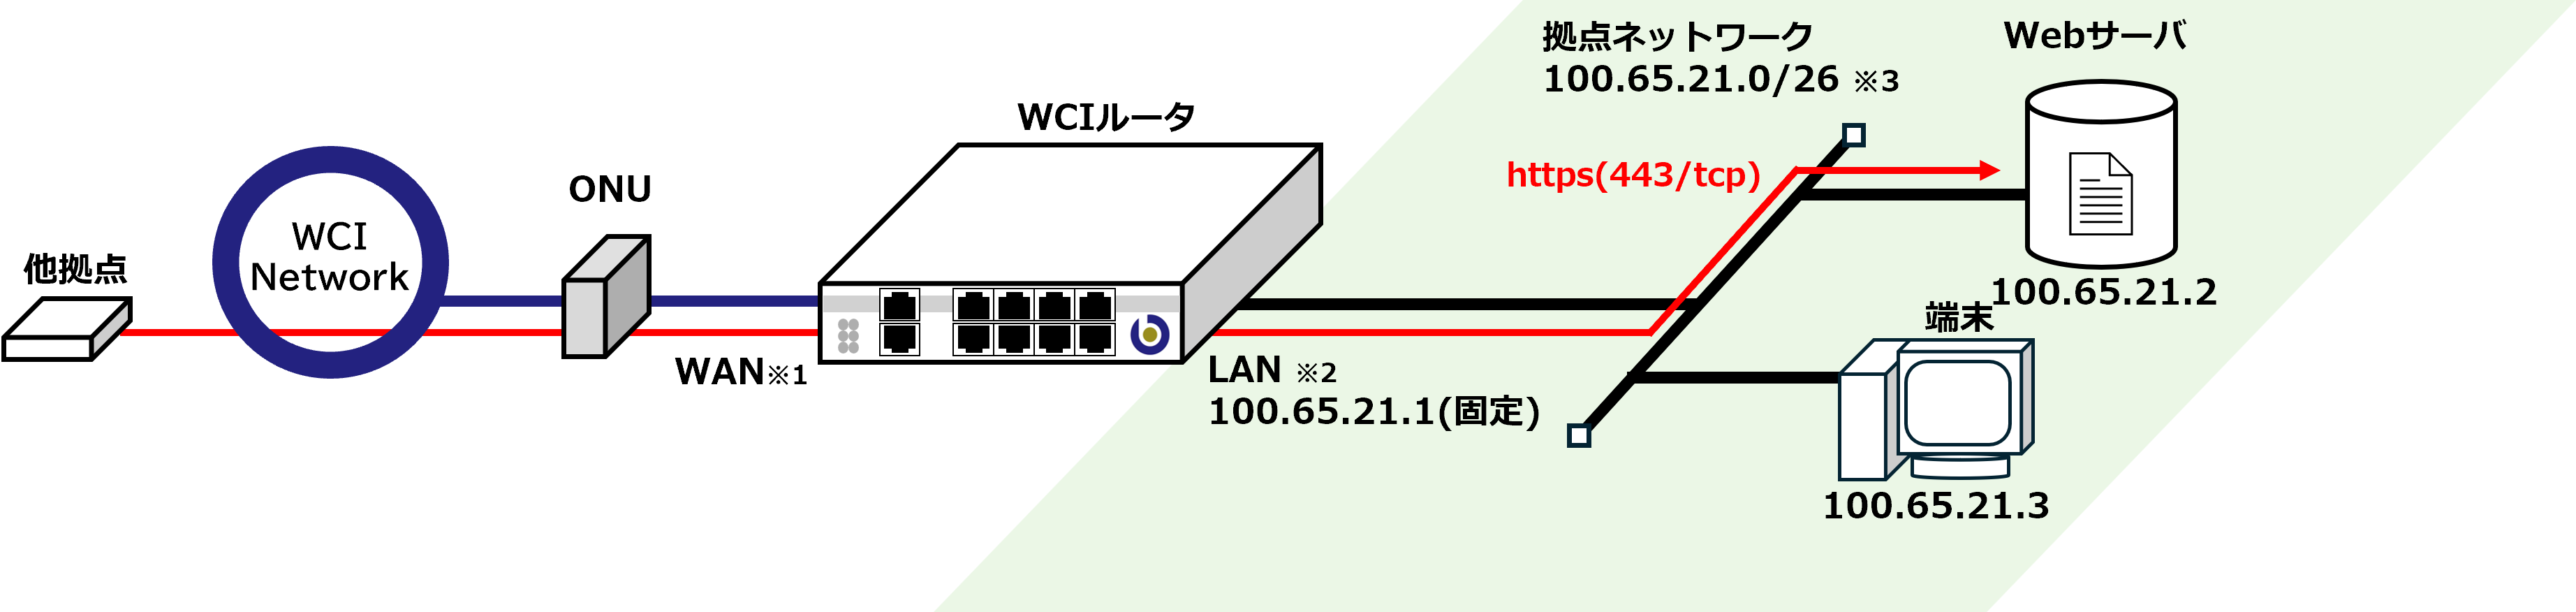 他拠点
WCI
Network
ONU
WAN※1
WCIルータ
LAN ※2
100.65.21.1(固定)
拠点ネットワーク
100.65.21.0/26 ※3
https(443/tcp)
Webサーバ
100.65.21.2
端末
100.65.21.3